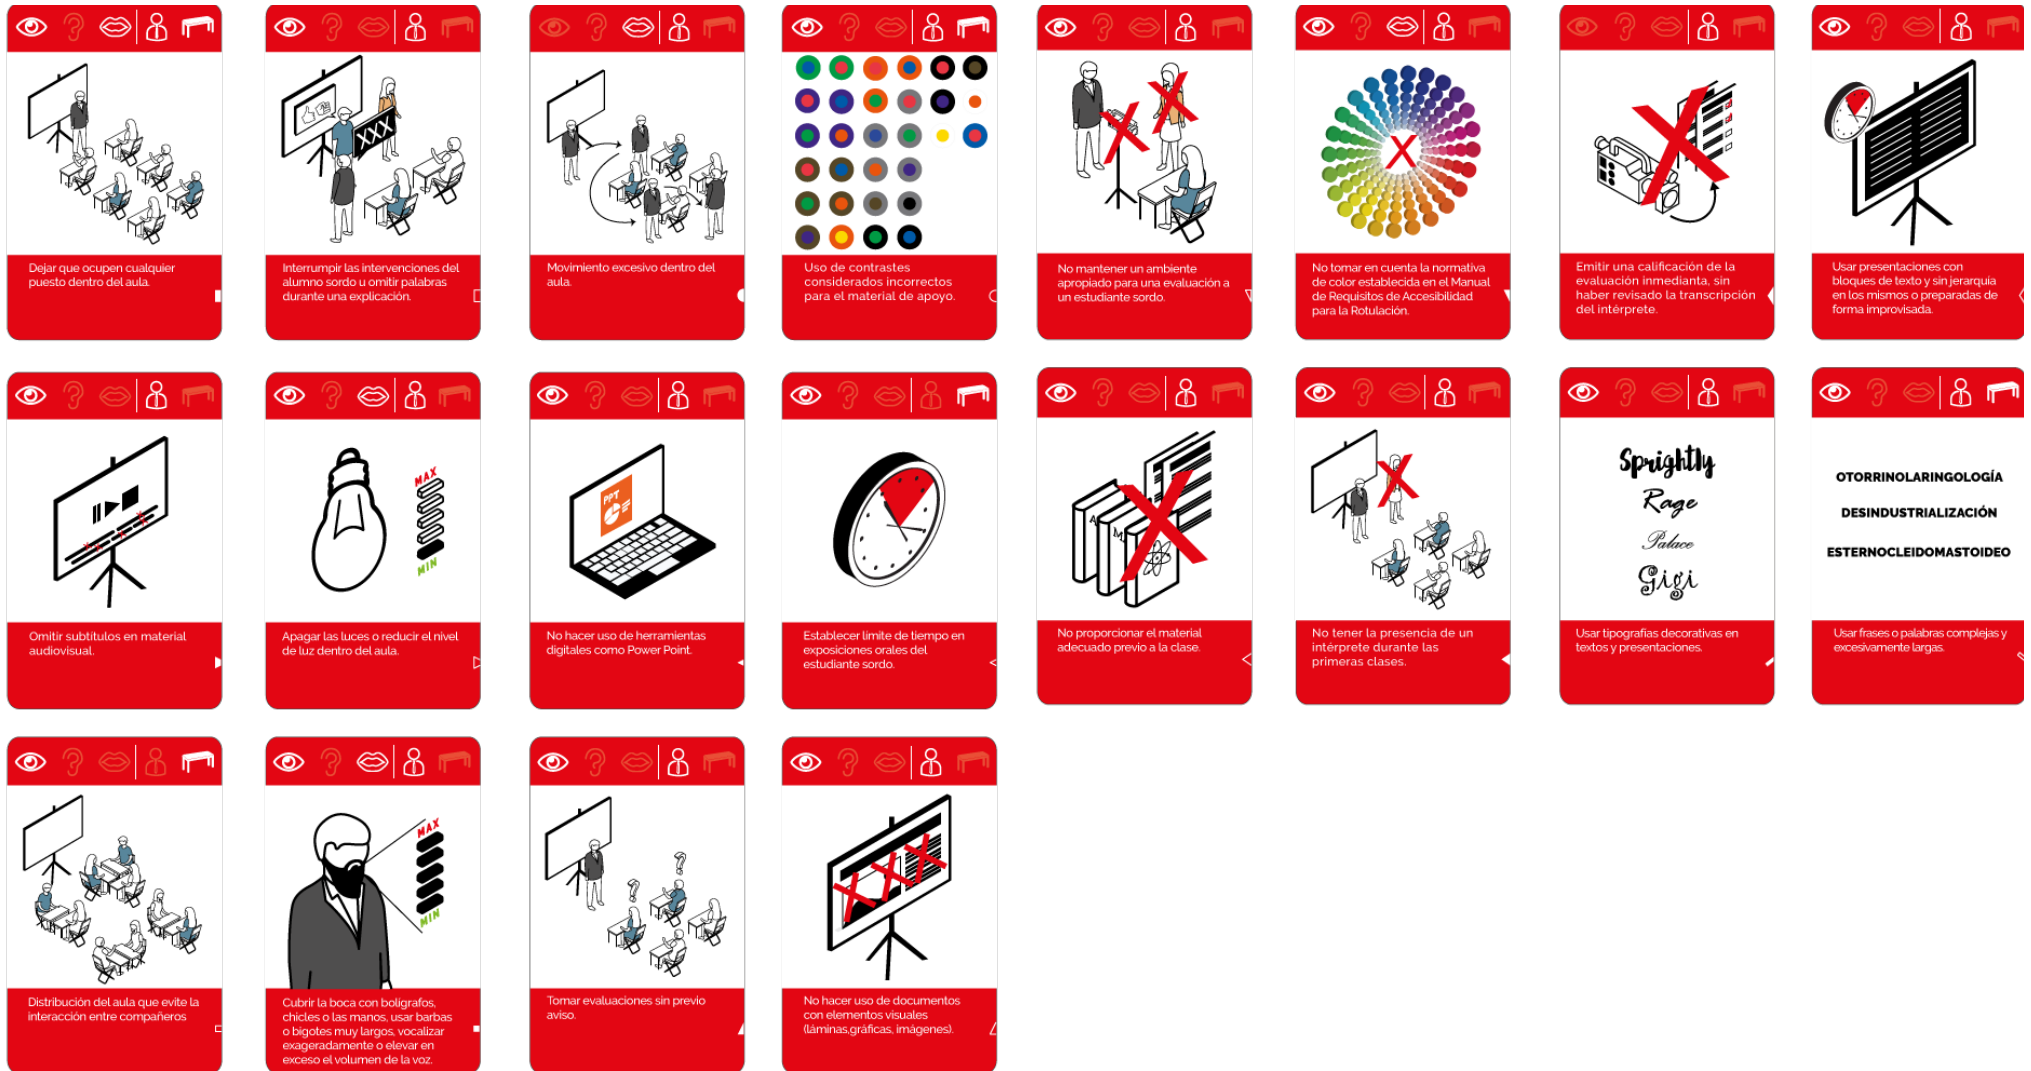 Dejar que ocupen cualquier
puesto dentro del aula.
XXX
Interrumpir las intervenciones del
alumno sordo u omitir palabras
durante una explicación.
Movimiento excesivo dentro del
aula.
Uso de contrastes
considerados incorrectos
para el material de apoyo.
No mantener un ambiente
apropiado para una evaluación a
un estudiante sordo.
No tomar en cuenta la normativa
de color establecida en el Manual
de Requisitos de Accesibilidad
para la Rotulación.
Emitir una calificación de la
evaluación inmedianta, sin
haber revisado la transcripción
del intérprete.
Usar presentaciones con
bloques de texto y sin jerarquía
en los mismos o preparadas de
forma improvisada.
Omitir subtítulos en material
audiovisual.
MAX
MIN
Apagar las luces o reducir el nivel
de luz dentro del aula.
PPT
No hacer uso de herramientas
digitales como Power Point.
Establecer límite de tiempo en
exposiciones orales del
estudiante sordo.
A
M
No proporcionar el material
adecuado previo a la clase.
No tener la presencia de un
intérprete durante las
primeras clases.
Sprightly
Rage
Palace
Gigi
Usar tipografías decorativas en
textos y presentaciones.
OTORRINOLARINGOLOGÍA
DESINDUSTRIALIZACIÓN
ESTERNOCLEIDOMASTOIDEO
Usar frases o palabras complejas y
excesivamente largas.
Distribución del aula que evite la
interacción entre compañeros
MAX
MIN
Cubrir la boca con bolígrafos,
chicles o las manos, usar barbas
o bigotes muy largos, vocalizar
exageradamente o elevar en
exceso el volumen de la voz.
? ?
Tomar evaluaciones sin previo
aviso.
No hacer uso de documentos
con elementos visuales
(láminas,gráficas, imágenes).